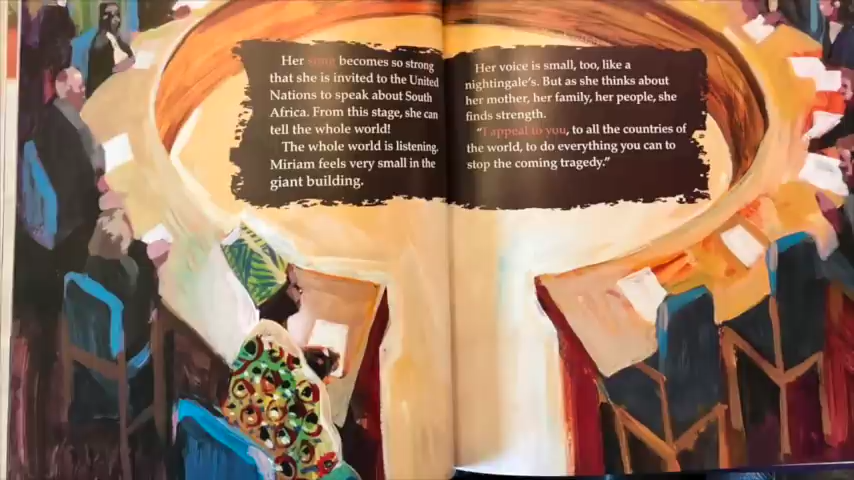 Her song becomes so strong
that she is invited to the United
Nations to speak about South
Africa. From this stage, she can
tell the whole world!
The whole world is listening.
Miriam feels very small in the
giant building.
Her voice is small, too, like a
nightingale's. But as she thinks about
her mother, her family, her people, she
finds strength.
"I appeal to you, to all the countries of
the world, to do everything you can to
stop the coming tragedy."